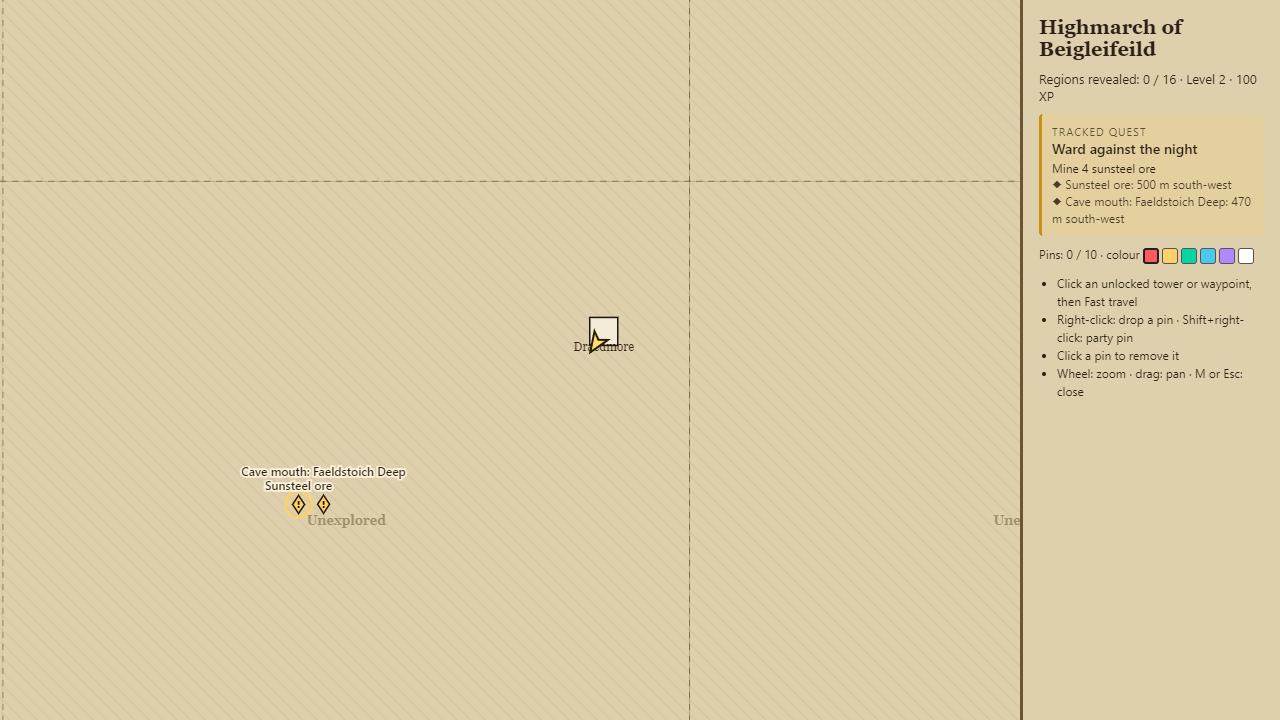 Highmarch of
Beigleifeild
Regions revealed: 0 / 16 · Level 2 · 100
XP
TRACKED QUEST
Ward against the night
Mine 4 sunsteel ore
◆ Sunsteel ore: 500 m south-west
◆ Cave mouth: Faeldstoich Deep: 470
m south-west
Pins: 0 / 10 · colour
• Click an unlocked tower or waypoint,
then Fast travel
• Right-click: drop a pin · Shift+right-
click: party pin
• Click a pin to remove it
• Wheel: zoom · drag: pan · M or Esc:
close
Cave mouth: Faeldstoich Deep
Sunsteel ore
Unexplored